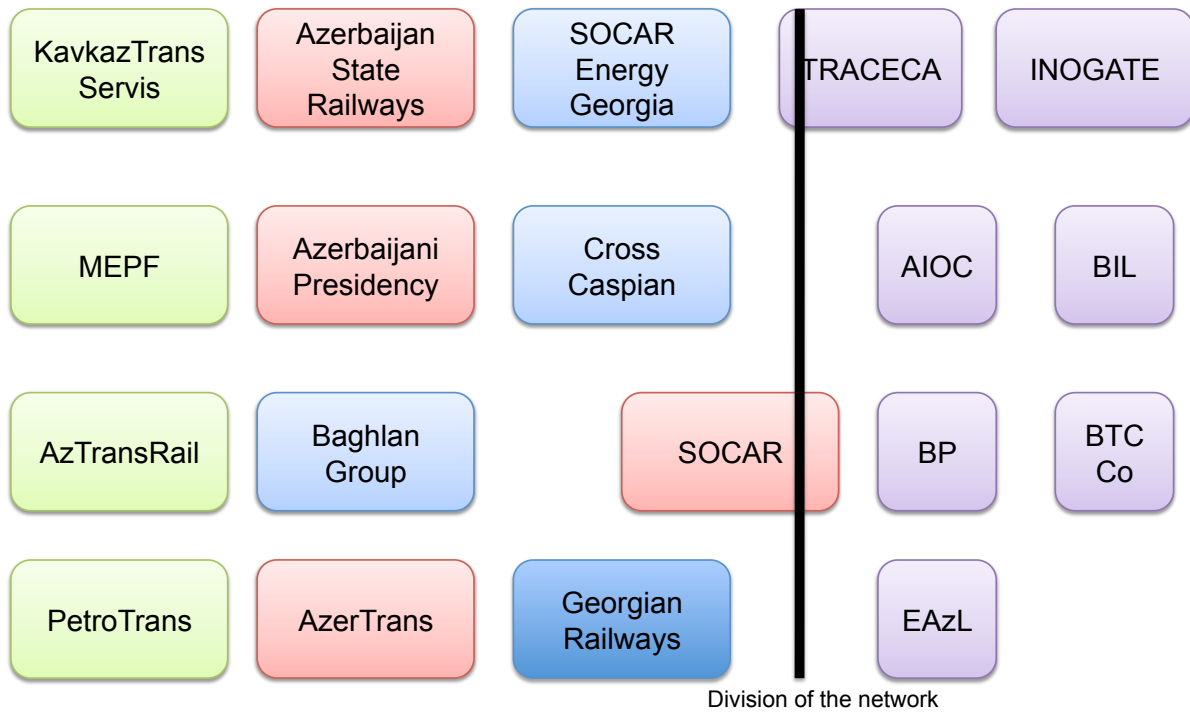 KavkazTrans
Servis
Azerbaijan
State
Railways
SOCAR
Energy
Georgia
TRACECA
INOGATE
MEPF
Azerbaijani
Presidency
Cross
Caspian
AIOC
BIL
AzTransRail
Baghlan
Group
SOCAR
BP
BTC
Co
PetroTrans
AzerTrans
Georgian
Railways
EAzL
Division of the network